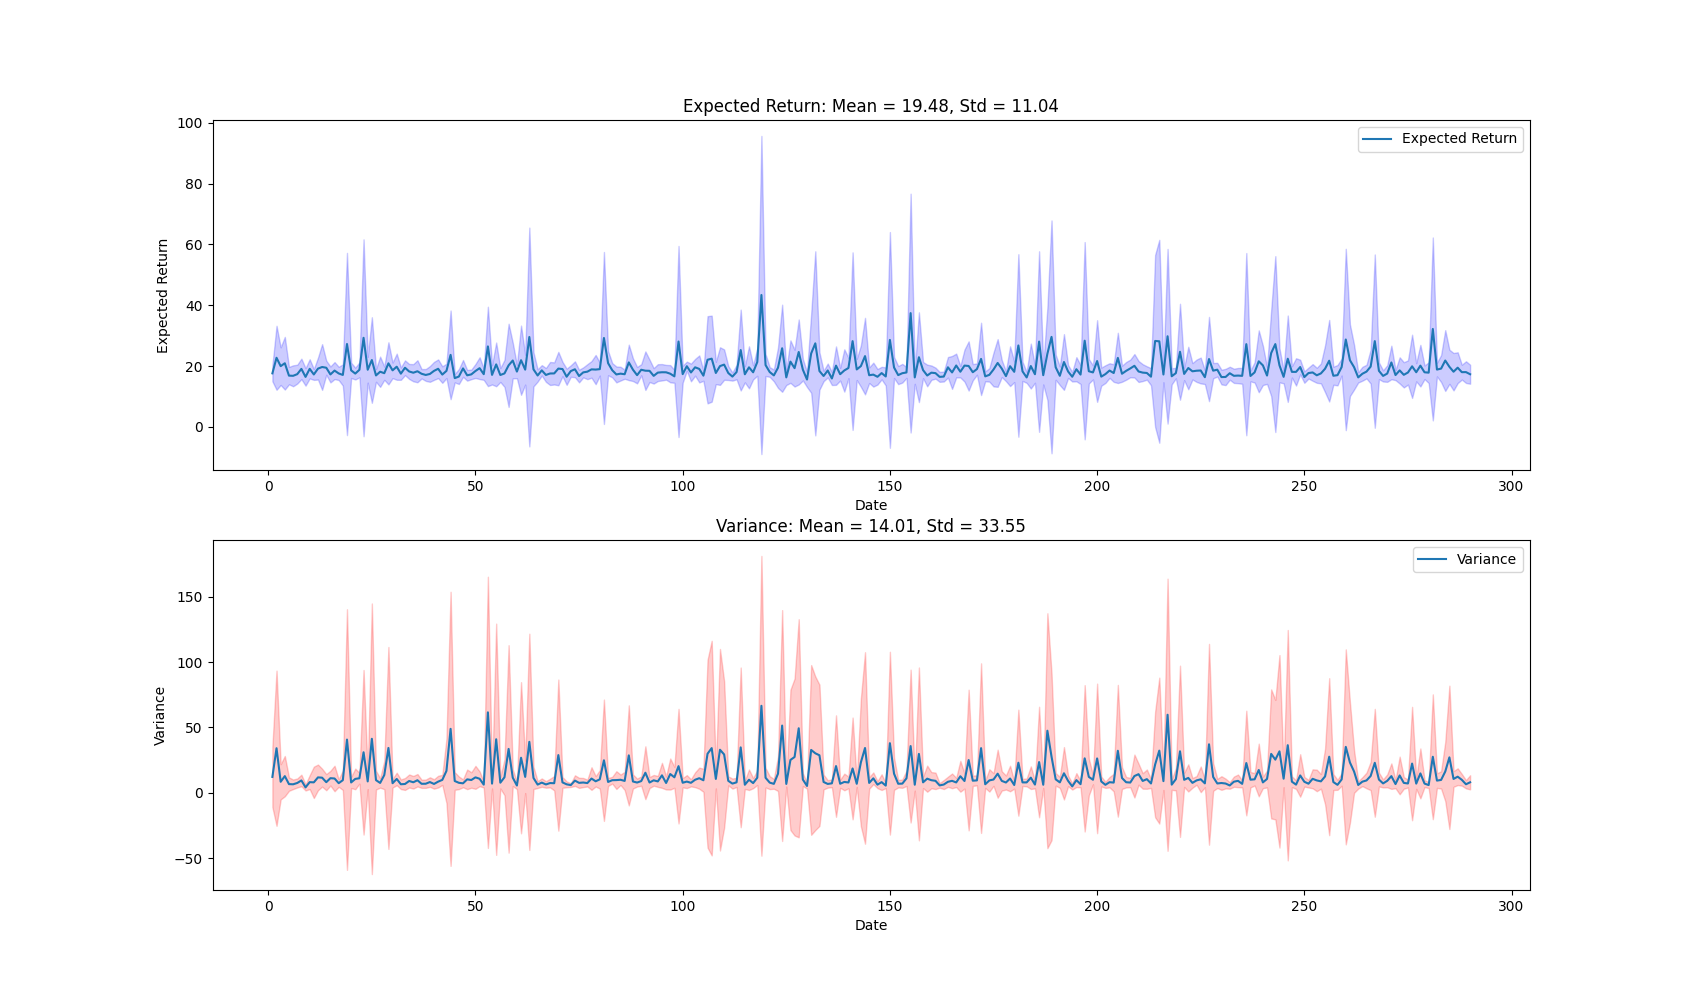 Expected Return: Mean = 19.48, Std = 11.04
Expected Return
100
80
60
40
20
0
Expected Return
0 50 100 150 200 250 300
Date
Variance: Mean = 14.01, Std = 33.55
Variance
150
100
50
0
−50
Variance
0 50 100 150 200 250 300
Date